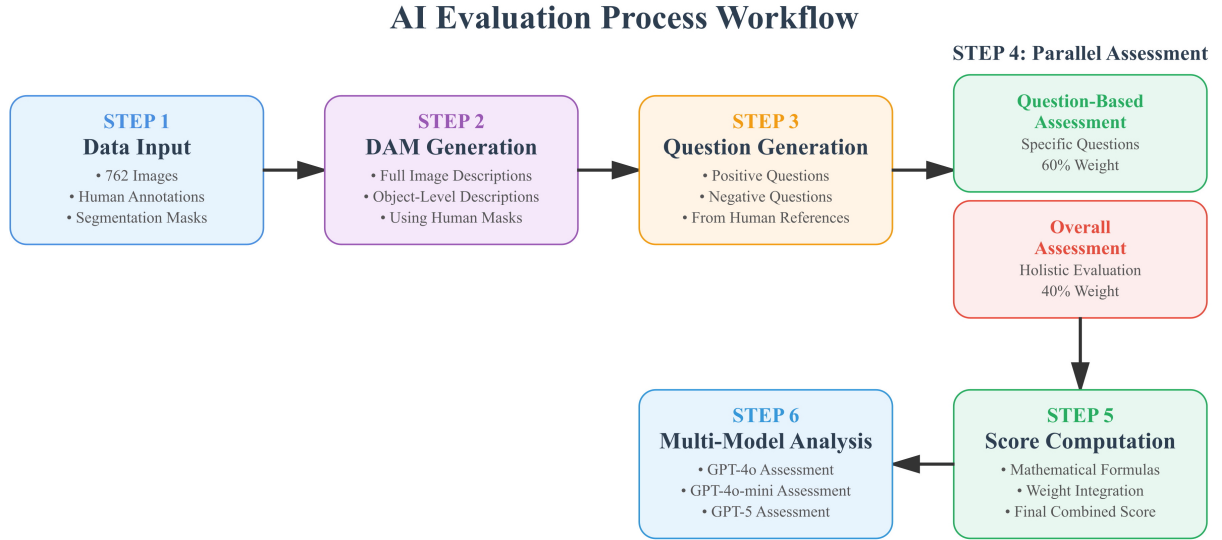 AI Evaluation Process Workflow
STEP 1
Data Input
• 762 Images
• Human Annotations
• Segmentation Masks
STEP 2
DAM Generation
• Full Image Descriptions
• Object-Level Descriptions
• Using Human Masks
STEP 3
Question Generation
• Positive Questions
• Negative Questions
• From Human References
STEP 4: Parallel Assessment
Question-Based
Assessment
Specific Questions
60% Weight
Overall
Assessment
Holistic Evaluation
40% Weight
STEP 5
Score Computation
• Mathematical Formulas
• Weight Integration
• Final Combined Score
STEP 6
Multi-Model Analysis
• GPT-4o Assessment
• GPT-4o-mini Assessment
• GPT-5 Assessment